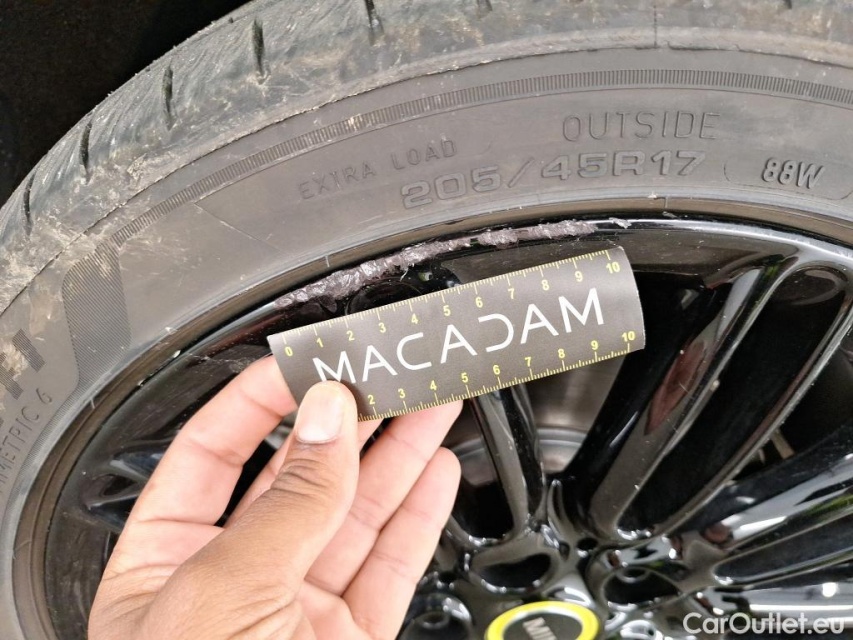 OUTSIDE
EXTRA LOAD
205/45R17
88W
0 1 2 3 4 5 6 7 8 9 10
MACADAM
2 3 4 5 6 7 8 9 10
METRIC 6
MINI
CarOutlet.eu